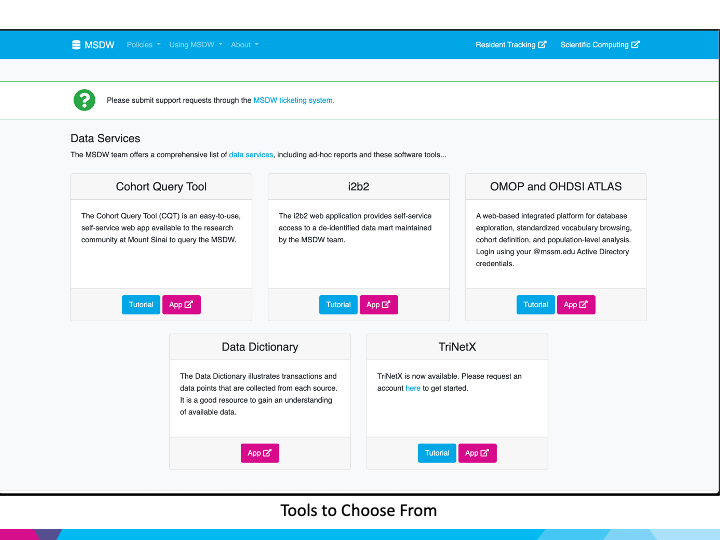 MSDW Policies Using MSDW About Resident Tracking Scientific Computing
Please submit support requests through the MSDW ticketing system.
Data Services
The MSDW team offers a comprehensive list of data services, including ad-hoc reports and these software tools...
Cohort Query Tool
The Cohort Query Tool (CQT) is an easy-to-use,
self-service web app available to the research
community at Mount Sinai to query the MSDW.
Tutorial App
i2b2
The i2b2 web application provides self-service
access to a de-identified data mart maintained
by the MSDW team.
Tutorial App
OMOP and OHDSI ATLAS
A web-based integrated platform for database
exploration, standardized vocabulary browsing,
cohort definition, and population-level analysis.
Login using your @mssm.edu Active Directory
credentials.
Tutorial App
Data Dictionary
The Data Dictionary illustrates transactions and
data points that are collected from each source.
It is a good resource to gain an understanding
of available data.
App
TriNetX
TriNetX is now available. Please request an
account here to get started.
Tutorial App
Tools to Choose From